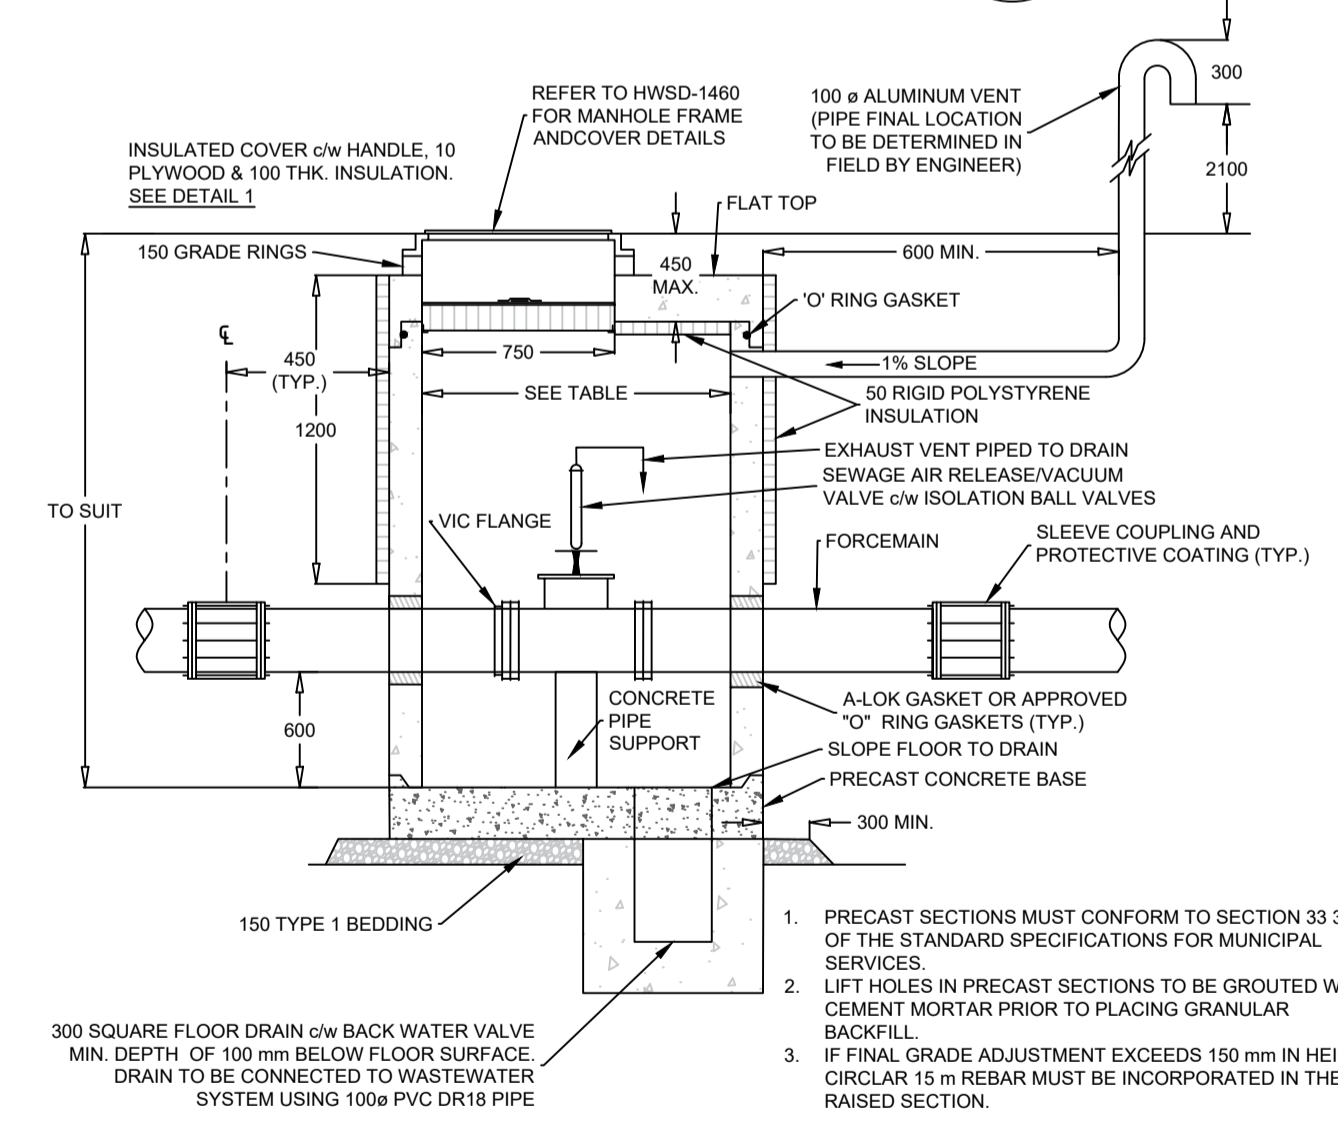 300
REFER TO HWSD-1460
FOR MANHOLE FRAME
ANDCOVER DETAILS
100 ø ALUMINUM VENT
(PIPE FINAL LOCATION
TO BE DETERMINED IN
FIELD BY ENGINEER)
INSULATED COVER c/w HANDLE, 10
PLYWOOD & 100 THK. INSULATION.
SEE DETAIL 1
2100
FLAT TOP
150 GRADE RINGS
600 MIN.
450
MAX.
'O' RING GASKET
℄
450
(TYP.)
750
1% SLOPE
SEE TABLE
50 RIGID POLYSTYRENE
INSULATION
1200
EXHAUST VENT PIPED TO DRAIN
SEWAGE AIR RELEASE/VACUUM
VALVE c/w ISOLATION BALL VALVES
TO SUIT
VIC FLANGE
FORCEMAIN
SLEEVE COUPLING AND
PROTECTIVE COATING (TYP.)
600
CONCRETE
PIPE
SUPPORT
A-LOK GASKET OR APPROVED
"O" RING GASKETS (TYP.)
SLOPE FLOOR TO DRAIN
PRECAST CONCRETE BASE
300 MIN.
150 TYPE 1 BEDDING
1. PRECAST SECTIONS MUST CONFORM TO SECTION 33
OF THE STANDARD SPECIFICATIONS FOR MUNICIPAL
SERVICES.
2. LIFT HOLES IN PRECAST SECTIONS TO BE GROUTED
CEMENT MORTAR PRIOR TO PLACING GRANULAR
BACKFILL.
3. IF FINAL GRADE ADJUSTMENT EXCEEDS 150 mm IN
CIRCLAR 15 m REBAR MUST BE INCORPORATED IN THE
RAISED SECTION.
300 SQUARE FLOOR DRAIN c/w BACK WATER VALVE
MIN. DEPTH OF 100 mm BELOW FLOOR SURFACE.
DRAIN TO BE CONNECTED TO WASTEWATER
SYSTEM USING 100ø PVC DR18 PIPE